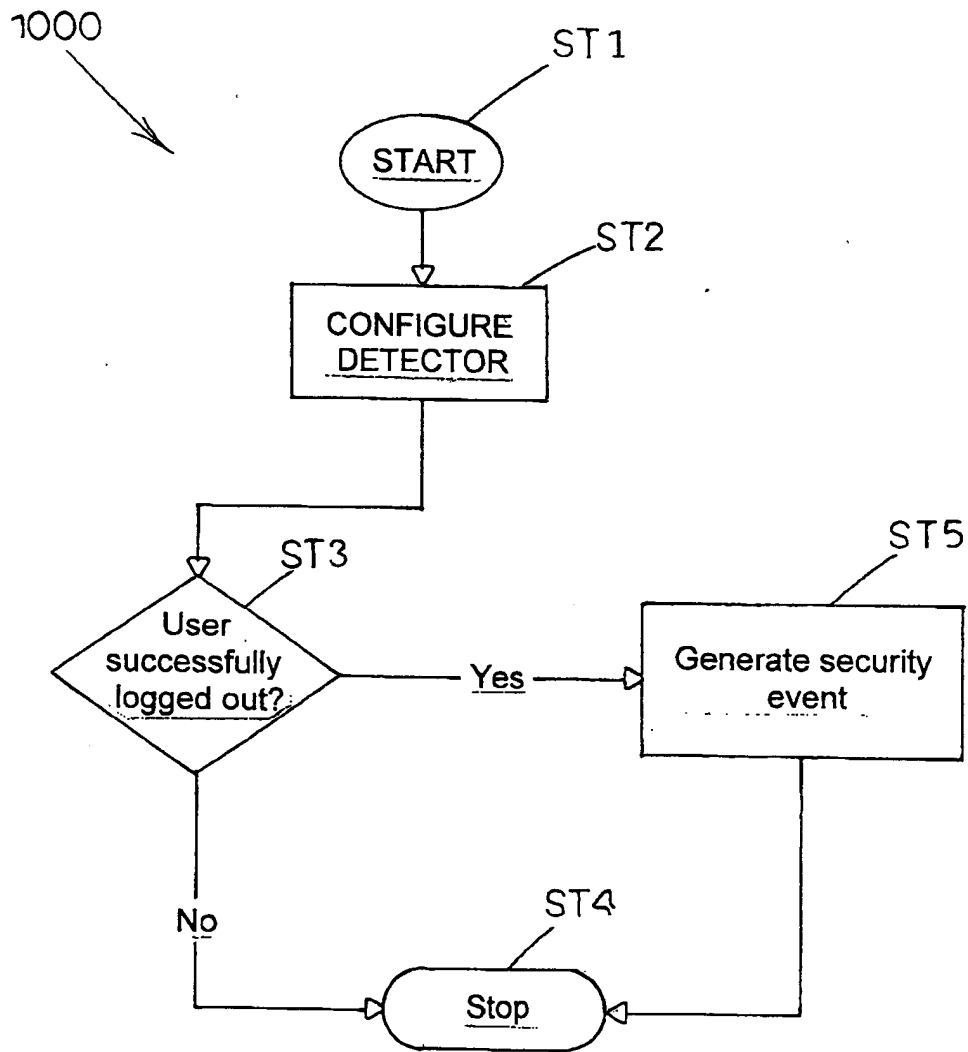 1000
ST1
START
ST2
CONFIGURE
DETECTOR
ST3
User
successfully
logged out?
Yes
ST5
Generate security
event
No
ST4
Stop